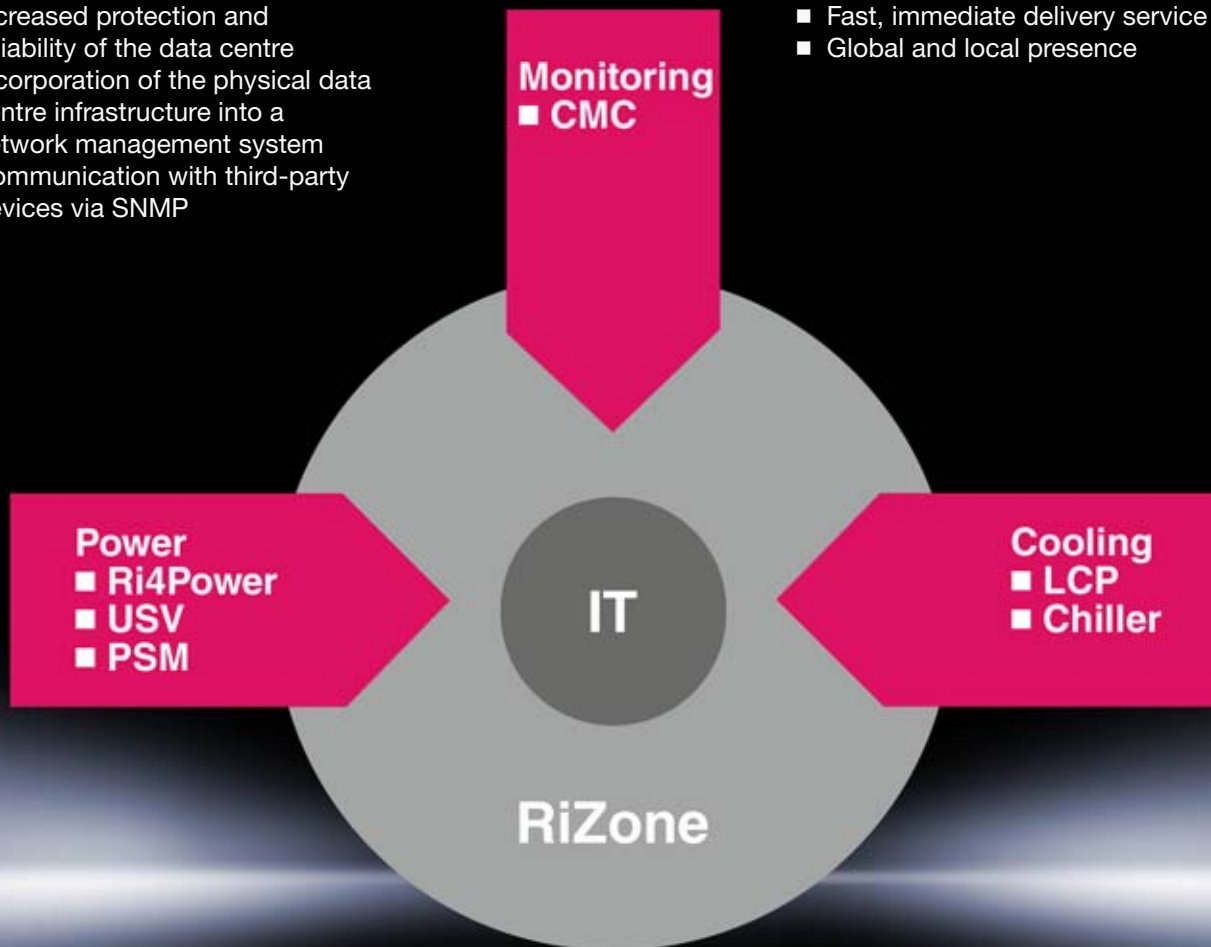 creased protection and
iability of the data centre
corporation of the physical data
ntre infrastructure into a
etwork management system
ommunication with third-party
evices via SNMP
■ Fast, immediate delivery service
■ Global and local presence
Monitoring
■ CMC
Power
■ Ri4Power
■ USV
■ PSM
IT
Cooling
■ LCP
■ Chiller
RiZone